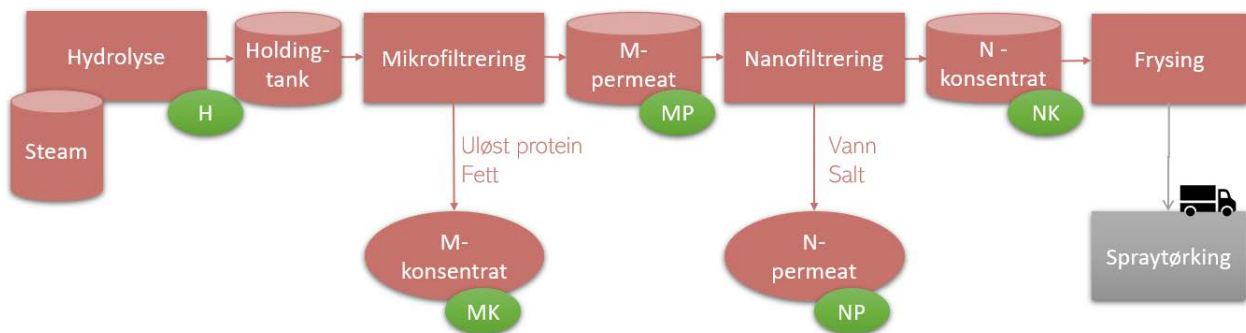 Hydrolyse
H
Steam
Holding-
tank
Mikrofiltrering
Uløst protein
Fett
M-
konsentrat
MK
M-
permeat
MP
Nanofiltrering
Vann
Salt
N-
permeat
NP
N -
konsentrat
NK
Frysing
Spraytørking